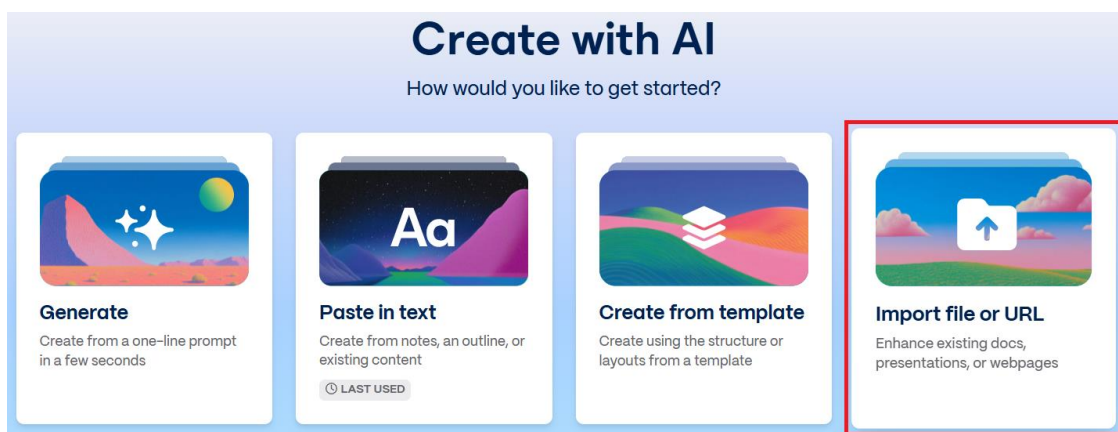 Create with AI
How would you like to get started?
Aa
Generate
Create from a one-line prompt
in a few seconds
Paste in text
Create from notes, an outline, or
existing content
LAST USED
Create from template
Create using the structure or
layouts from a template
Import file or URL
Enhance existing docs,
presentations, or webpages